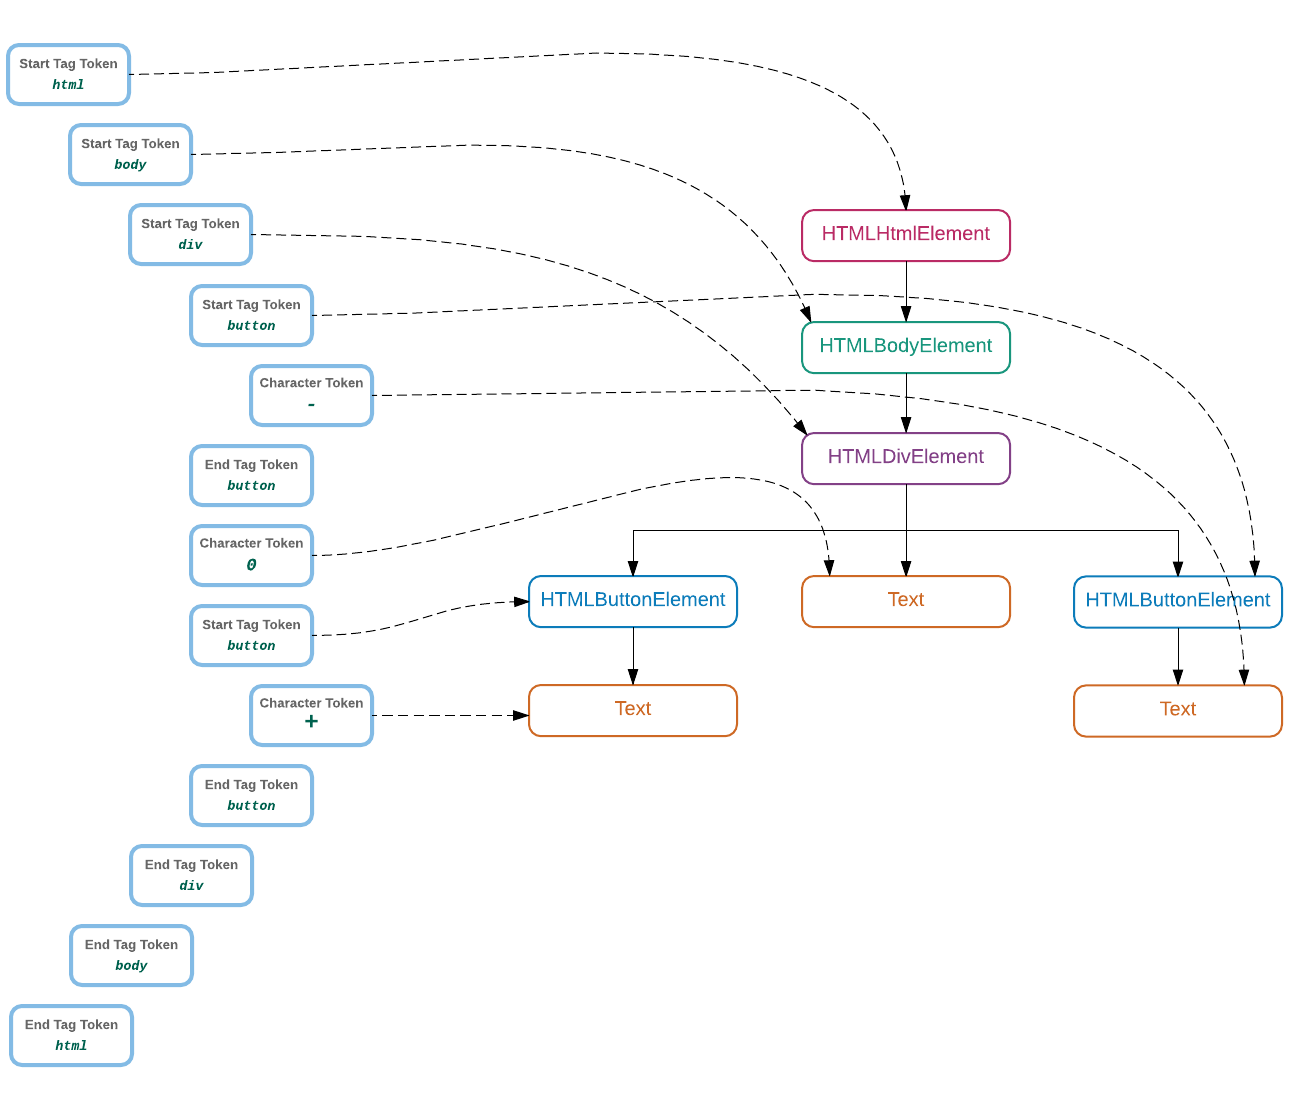 Start Tag Token
html
Start Tag Token
body
Start Tag Token
div
Start Tag Token
button
Character Token
-
End Tag Token
button
Character Token
0
Start Tag Token
button
Character Token
+
End Tag Token
button
End Tag Token
div
End Tag Token
body
End Tag Token
html
HTMLHtmlElement
HTMLBodyElement
HTMLDivElement
HTMLButtonElement
Text
HTMLButtonElement
Text
Text